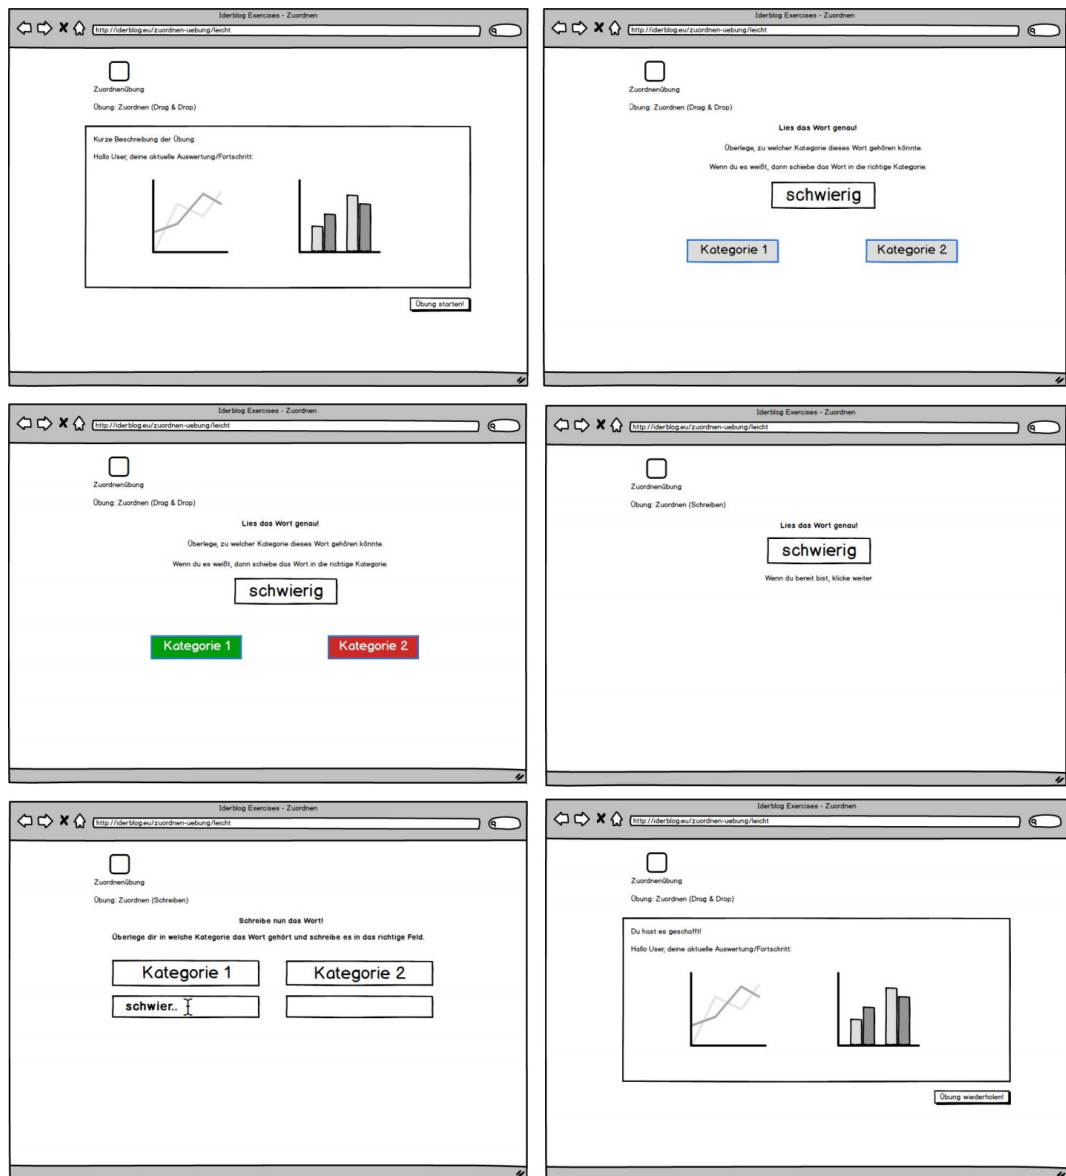 Iderblog Exercises - Zuordnen
http://iderblog.eu/zuordnen-uebung/leicht
Zuordnenübung
Übung: Zuordnen (Drag & Drop)
Kurze Beschreibung der Übung
Hallo User, deine aktuelle Auswertung/Fortschritt:
Übung starten!
Iderblog Exercises - Zuordnen
http://iderblog.eu/zuordnen-uebung/leicht
Zuordnenübung
Übung: Zuordnen (Drag & Drop)
Lies das Wort genau!
Überlege, zu welcher Kategorie dieses Wort gehören könnte.
Wenn du es weißt, dann schiebe das Wort in die richtige Kategorie.
schwierig
Kategorie 1 Kategorie 2
Iderblog Exercises - Zuordnen
http://iderblog.eu/zuordnen-uebung/leicht
Zuordnenübung
Übung: Zuordnen (Drag & Drop)
Lies das Wort genau!
Überlege, zu welcher Kategorie dieses Wort gehören könnte.
Wenn du es weißt, dann schiebe das Wort in die richtige Kategorie.
schwierig
Kategorie 1 Kategorie 2
Iderblog Exercises - Zuordnen
http://iderblog.eu/zuordnen-uebung/leicht
Zuordnenübung
Übung: Zuordnen (Schreiben)
Lies das Wort genau!
schwierig
Wenn du bereit bist, klicke weiter
Iderblog Exercises - Zuordnen
http://iderblog.eu/zuordnen-uebung/leicht
Zuordnenübung
Übung: Zuordnen (Schreiben)
Schreibe nun das Wort!
Überlege dir in welche Kategorie das Wort gehört und schreibe es in das richtige Feld.
Kategorie 1 Kategorie 2
schwier..
Iderblog Exercises - Zuordnen
http://iderblog.eu/zuordnen-uebung/leicht
Zuordnenübung
Übung: Zuordnen (Drag & Drop)
Du hast es geschafft!
Hallo User, deine aktuelle Auswertung/Fortschritt:
Übung wiederholen!